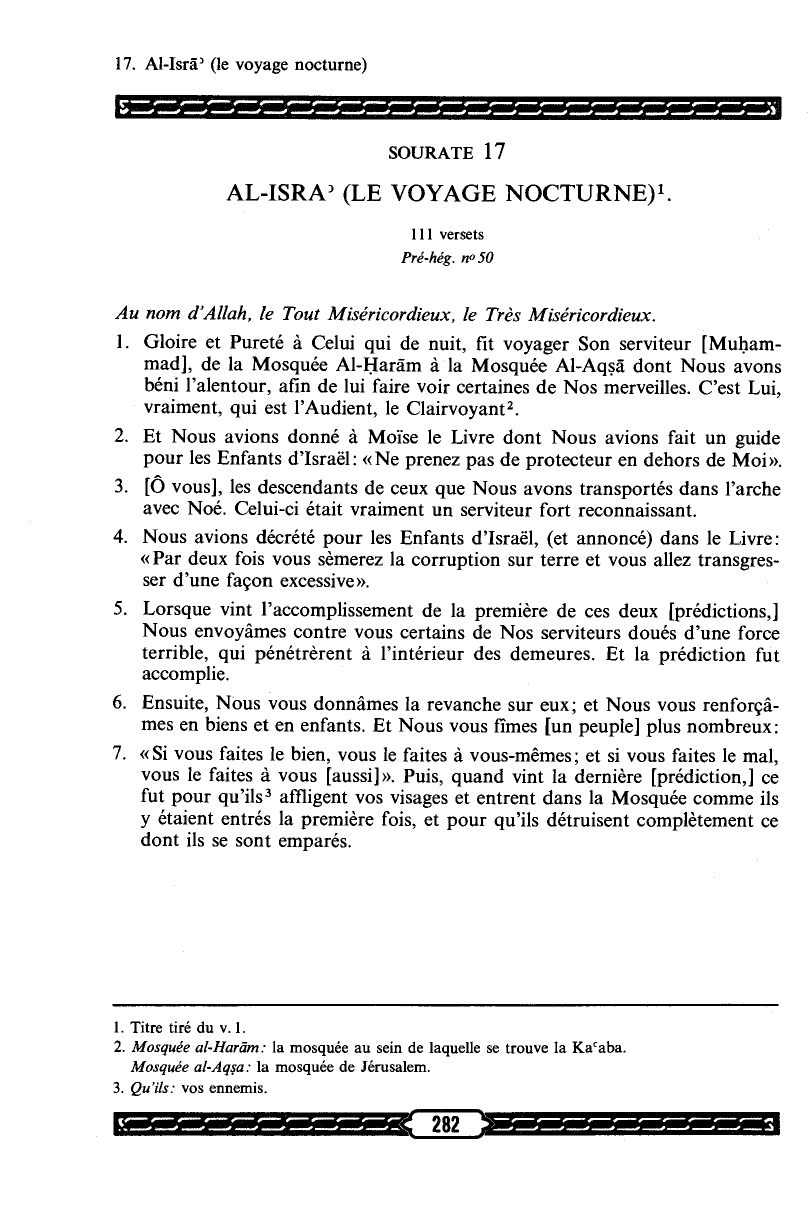 17. Al-Isrāʾ (le voyage nocturne)
SOURATE 17
AL-ISRAʾ (LE VOYAGE NOCTURNE)¹.
111 versets
Pré-hég. nº 50
Au nom d'Allah, le Tout Miséricordieux, le Très Miséricordieux.
1. Gloire et Pureté à Celui qui de nuit, fit voyager Son serviteur [Muḥam-
mad], de la Mosquée Al-Ḥarām à la Mosquée Al-Aqṣā dont Nous avons
béni l'alentour, afin de lui faire voir certaines de Nos merveilles. C'est Lui,
vraiment, qui est l'Audient, le Clairvoyant².
2. Et Nous avions donné à Moïse le Livre dont Nous avions fait un guide
pour les Enfants d'Israël: «Ne prenez pas de protecteur en dehors de Moi».
3. [Ô vous], les descendants de ceux que Nous avons transportés dans l'arche
avec Noé. Celui-ci était vraiment un serviteur fort reconnaissant.
4. Nous avions décrété pour les Enfants d'Israël, (et annoncé) dans le Livre:
«Par deux fois vous sèmerez la corruption sur terre et vous allez transgres-
ser d'une façon excessive».
5. Lorsque vint l'accomplissement de la première de ces deux [prédictions,]
Nous envoyâmes contre vous certains de Nos serviteurs doués d'une force
terrible, qui pénétrèrent à l'intérieur des demeures. Et la prédiction fut
accomplie.
6. Ensuite, Nous vous donnâmes la revanche sur eux; et Nous vous renforçâ-
mes en biens et en enfants. Et Nous vous fîmes [un peuple] plus nombreux:
7. «Si vous faites le bien, vous le faites à vous-mêmes; et si vous faites le mal,
vous le faites à vous [aussi]». Puis, quand vint la dernière [prédiction,] ce
fut pour qu'ils³ affligent vos visages et entrent dans la Mosquée comme ils
y étaient entrés la première fois, et pour qu'ils détruisent complètement ce
dont ils se sont emparés.
1. Titre tiré du v. 1.
2. Mosquée al-Harām: la mosquée au sein de laquelle se trouve la Kaʿaba.
Mosquée al-Aqṣa: la mosquée de Jérusalem.
3. Qu'ils: vos ennemis.
282